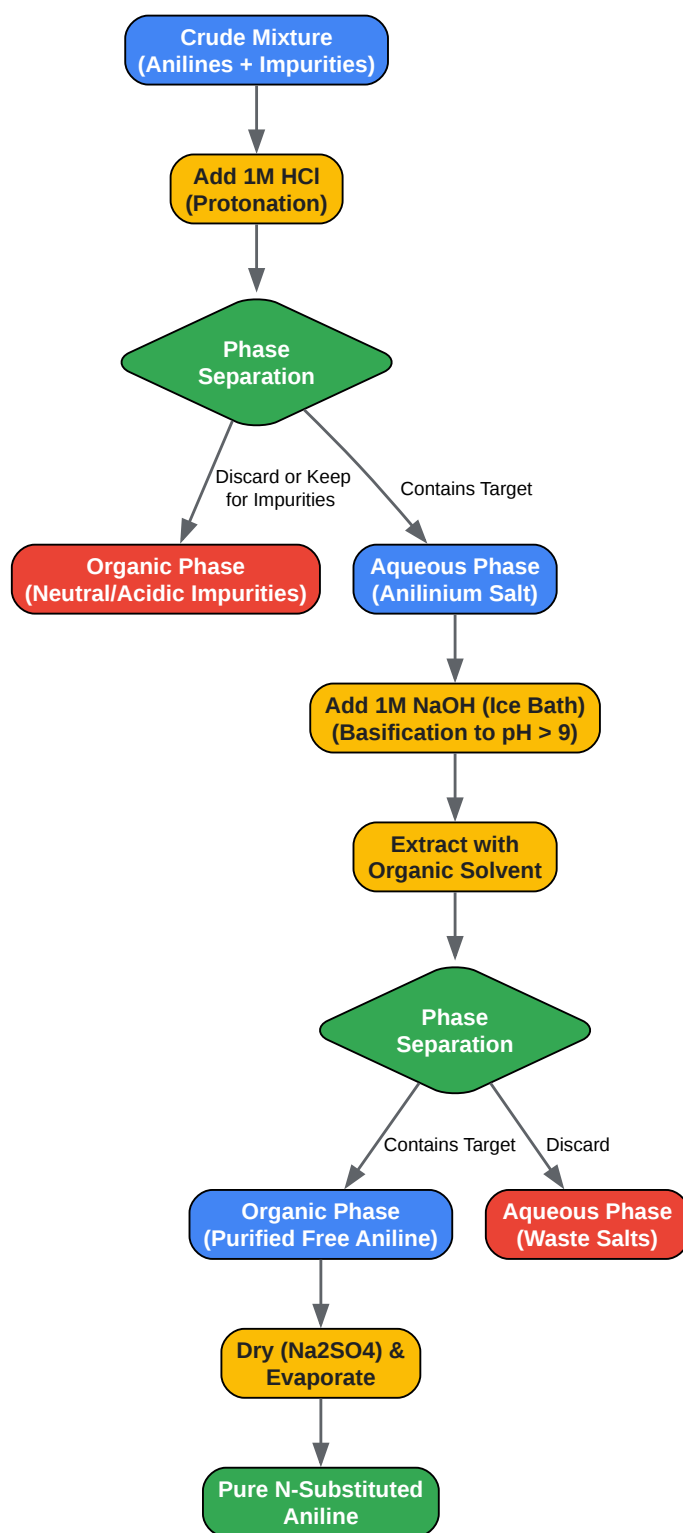 Crude Mixture
(Anilines + Impurities)
Add 1M HCl
(Protonation)
Phase
Separation
Discard or Keep
for Impurities
Contains Target
Organic Phase
(Neutral/Acidic Impurities)
Aqueous Phase
(Anilinium Salt)
Add 1M NaOH (Ice Bath)
(Basification to pH > 9)
Extract with
Organic Solvent
Phase
Separation
Contains Target
Discard
Organic Phase
(Purified Free Aniline)
Aqueous Phase
(Waste Salts)
Dry (Na2SO4) &
Evaporate
Pure N-Substituted
Aniline